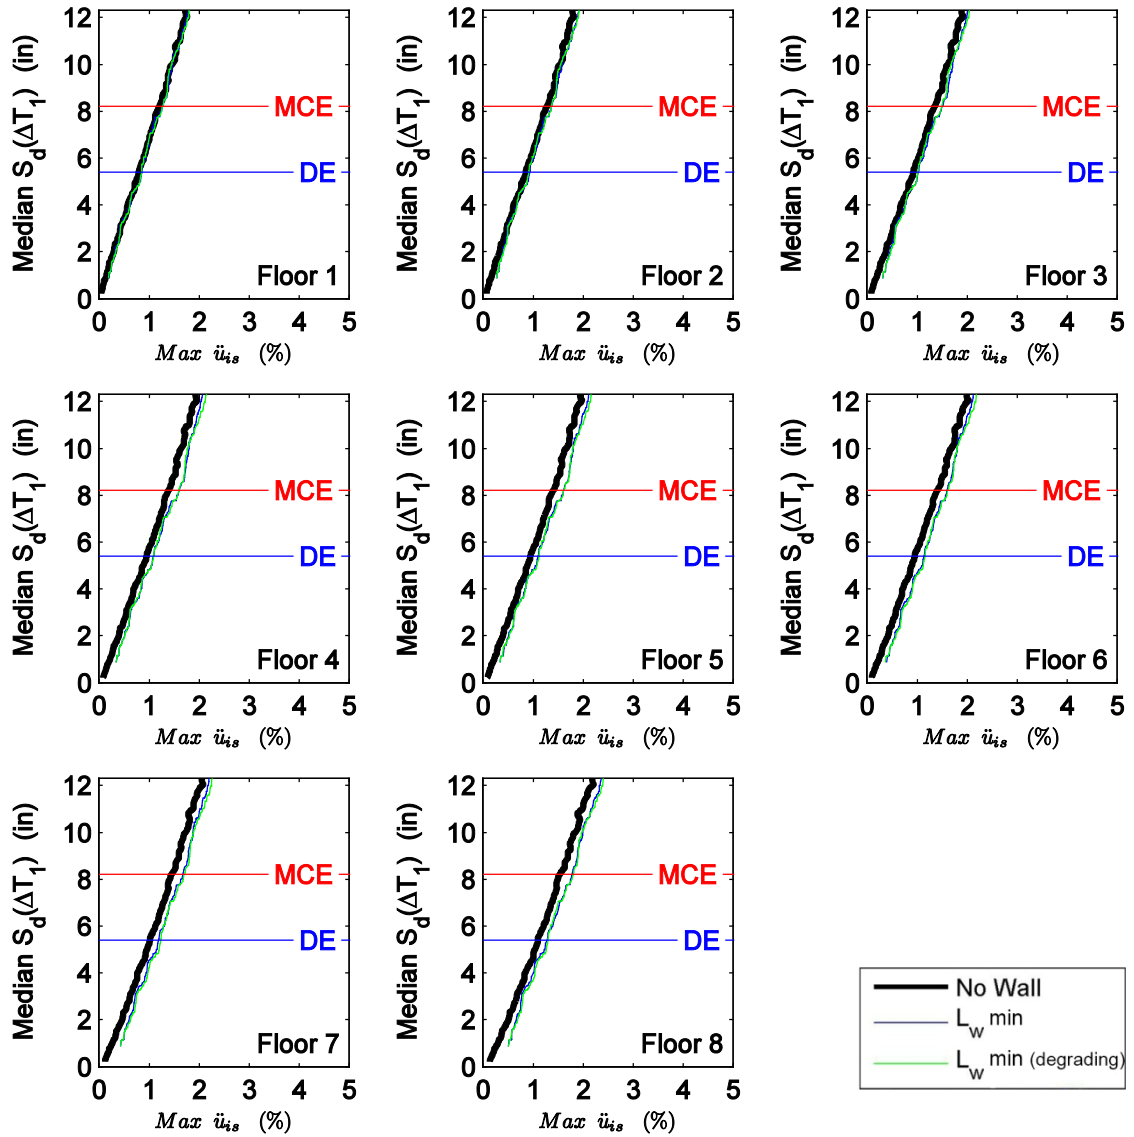 Median S_d(ΔT_1) (in)
12
10
8
6
4
2
0
MCE
DE
Floor 1
0 1 2 3 4 5
Max ü_is (%)
Median S_d(ΔT_1) (in)
12
10
8
6
4
2
0
MCE
DE
Floor 2
0 1 2 3 4 5
Max ü_is (%)
Median S_d(ΔT_1) (in)
12
10
8
6
4
2
0
MCE
DE
Floor 3
0 1 2 3 4 5
Max ü_is (%)
Median S_d(ΔT_1) (in)
12
10
8
6
4
2
0
MCE
DE
Floor 4
0 1 2 3 4 5
Max ü_is (%)
Median S_d(ΔT_1) (in)
12
10
8
6
4
2
0
MCE
DE
Floor 5
0 1 2 3 4 5
Max ü_is (%)
Median S_d(ΔT_1) (in)
12
10
8
6
4
2
0
MCE
DE
Floor 6
0 1 2 3 4 5
Max ü_is (%)
Median S_d(ΔT_1) (in)
12
10
8
6
4
2
0
MCE
DE
Floor 7
0 1 2 3 4 5
Max ü_is (%)
Median S_d(ΔT_1) (in)
12
10
8
6
4
2
0
MCE
DE
Floor 8
0 1 2 3 4 5
Max ü_is (%)
No Wall
L_w min
L_w min (degrading)